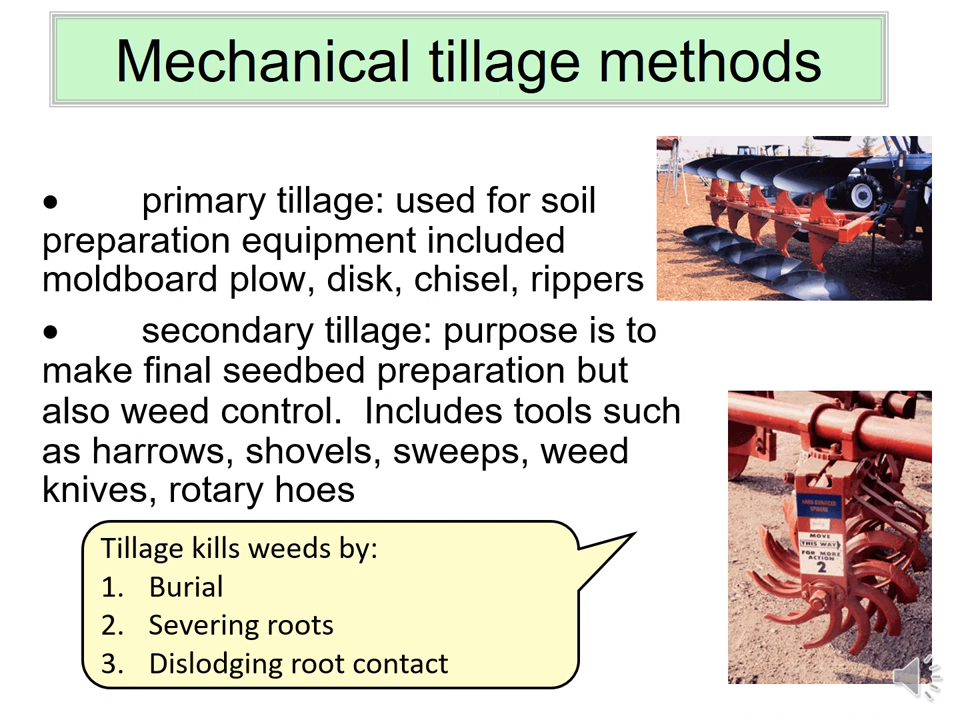 Mechanical tillage methods
• primary tillage: used for soil
preparation equipment included
moldboard plow, disk, chisel, rippers
• secondary tillage: purpose is to
make final seedbed preparation but
also weed control. Includes tools such
as harrows, shovels, sweeps, weed
knives, rotary hoes
Tillage kills weeds by:
1. Burial
2. Severing roots
3. Dislodging root contact
MOVE
THIS WAY
FOR MORE
ACTION
2